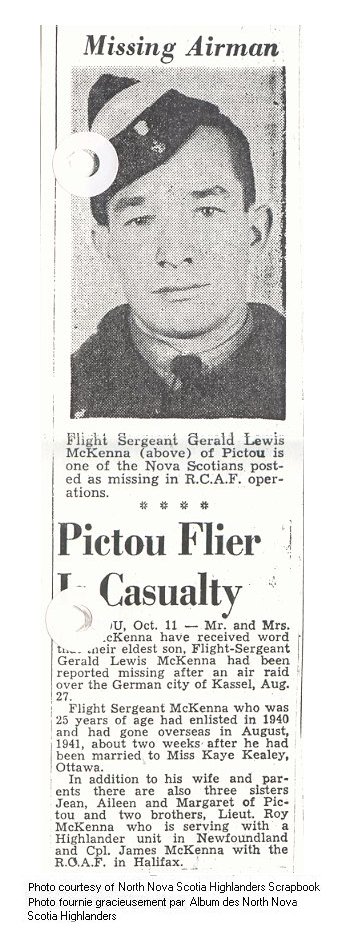 Missing Airman
Flight Sergeant Gerald Lewis
McKenna (above) of Pictou is
one of the Nova Scotians post-
ed as missing in R.C.A.F. oper-
ations.
* * * *
Pictou Flier
Casualty
OU, Oct. 11 — Mr. and Mrs.
cKenna have received word
their eldest son, Flight-Sergeant
Gerald Lewis McKenna had been
reported missing after an air raid
over the German city of Kassel, Aug.
27.
Flight Sergeant McKenna who was
25 years of age had enlisted in 1940
and had gone overseas in August,
1941, about two weeks after he had
been married to Miss Kaye Kealey,
Ottawa.
In addition to his wife and par-
ents there are also three sisters
Jean, Aileen and Margaret of Pic-
tou and two brothers, Lieut. Roy
McKenna who is serving with a
Highlander unit in Newfoundland
and Cpl. James McKenna with the
R.C.A.F. in Halifax.
Photo courtesy of North Nova Scotia Highlanders Scrapbook
Photo fournie gracieusement par Album des North Nova
Scotia Highlanders